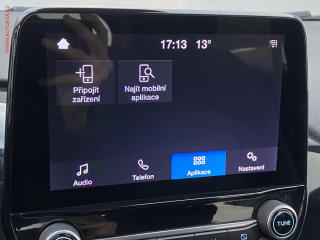 17:13 13°
Připojit
zařízení
Najít mobilní
aplikace
Audio
Telefon
Aplikace
Nastavení
TUNE